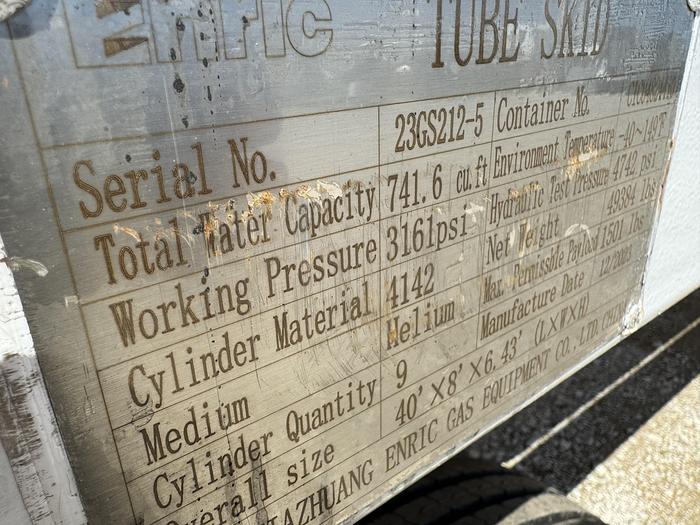 ENRIC TUBE SKID
Serial No. 23GS212-5 Container No.
Total Water Capacity 741.6 cu.ft Environment Temperature -40~149℉
Working Pressure 3161psi Hydraulic Test Pressure 4742 psi
Cylinder Material 4142 Net Weight 49384 lbs
Medium Helium Max. Permissible Payload 1501 lbs
Cylinder Quantity 9 Manufacture Date 12/2023
Overall size 40'×8'×6.43' (L×W×H)
ENRIC GAS EQUIPMENT CO., LTD. CHINA